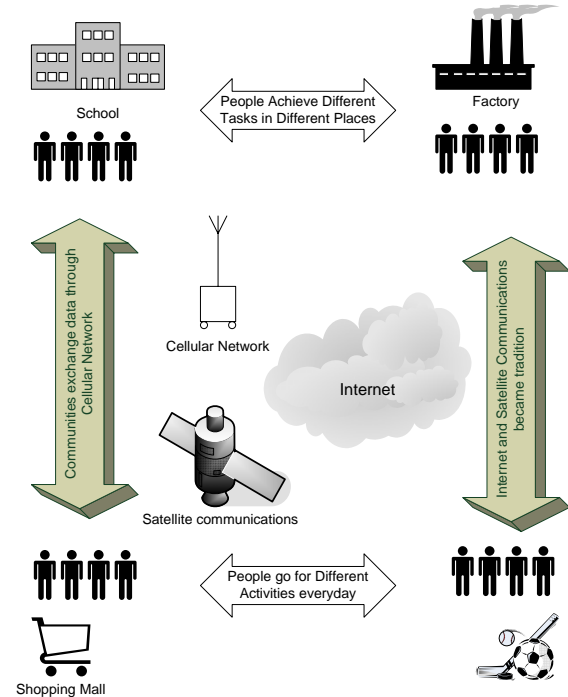 School
People Achieve Different
Tasks in Different Places
Factory
Communities exchange data through
Cellular Network
Cellular Network
Internet
Internet and Satellite Communications
became tradition
Satellite communications
People go for Different
Activities everyday
Shopping Mall